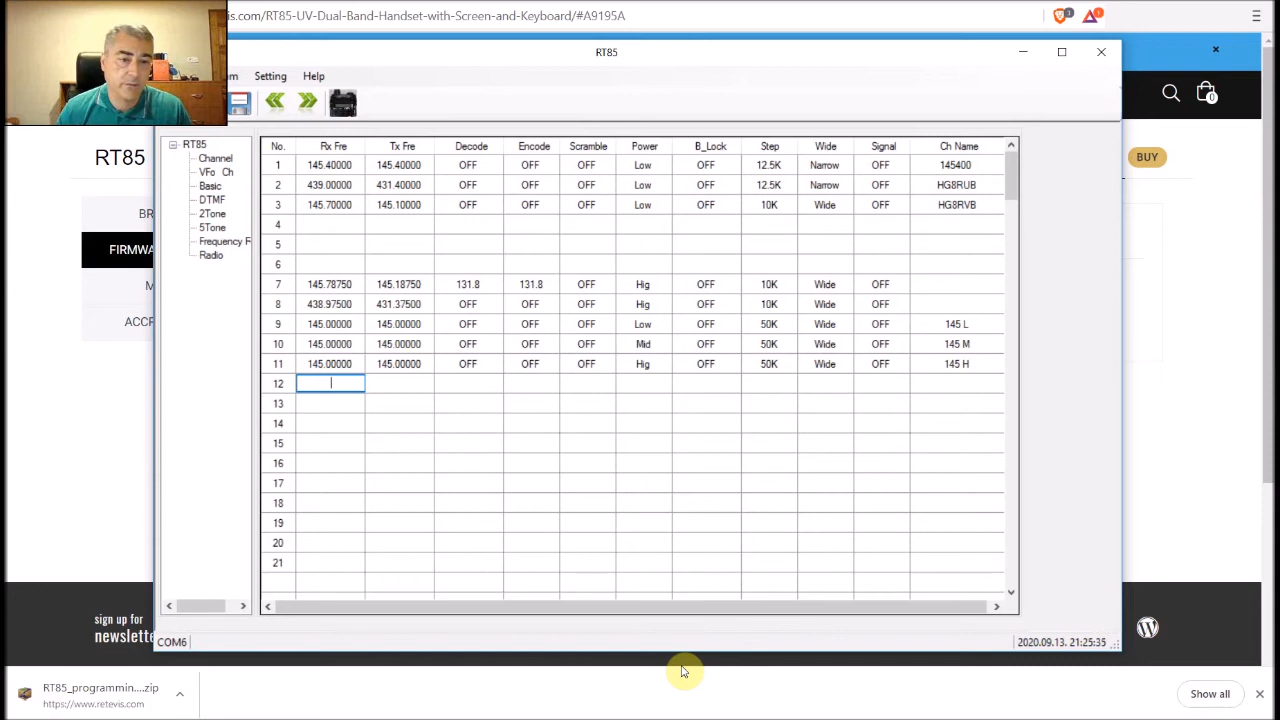 is.com/RT85-UV-Dual-Band-Handset-with-Screen-and-Keyboard/#A9195A
3
1
RT85
am Setting Help
RT85
BUY
BR
FIRMWA
M
ACCE
RT85
Channel
VFo Ch
Basic
DTMF
2Tone
5Tone
Frequency F
Radio
No. Rx Fre Tx Fre Decode Encode Scramble Power B_Lock Step Wide Signal Ch Name
1 145.40000 145.40000 OFF OFF OFF Low OFF 12.5K Narrow OFF 145400
2 439.00000 431.40000 OFF OFF OFF Low OFF 12.5K Narrow OFF HG8RUB
3 145.70000 145.10000 OFF OFF OFF Low OFF 10K Wide OFF HG8RVB
4
5
6
7 145.78750 145.18750 131.8 131.8 OFF Hig OFF 10K Wide OFF
8 438.97500 431.37500 OFF OFF OFF Hig OFF 10K Wide OFF
9 145.00000 145.00000 OFF OFF OFF Low OFF 50K Wide OFF 145 L
10 145.00000 145.00000 OFF OFF OFF Mid OFF 50K Wide OFF 145 M
11 145.00000 145.00000 OFF OFF OFF Hig OFF 50K Wide OFF 145 H
12
13
14
15
16
17
18
19
20
21
COM6
2020.09.13. 21:25:35
0
sign up for
newslette
RT85_programmin....zip
https://www.retevis.com
Show all